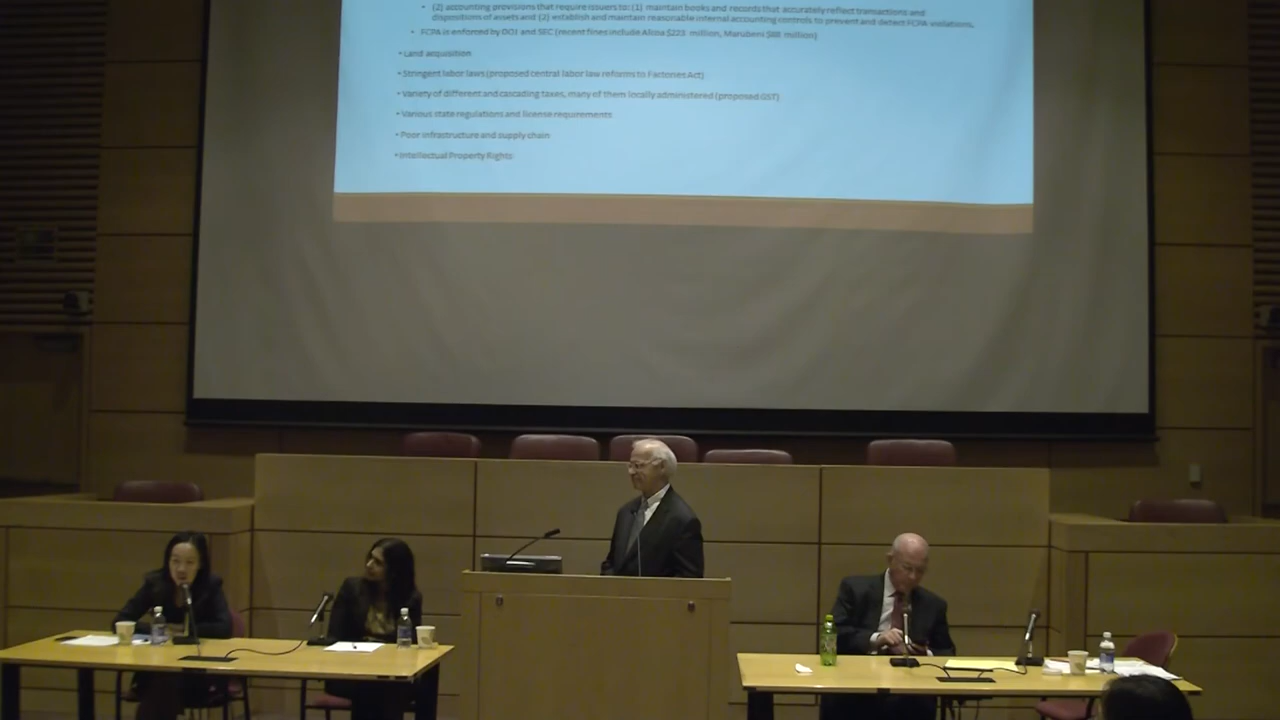 • (2) accounting provisions that require issuers to: (1) maintain books and records that accurately reflect transactions and
dispositions of assets and (2) establish and maintain reasonable internal accounting controls to prevent and detect FCPA violations.
• FCPA is enforced by DOJ and SEC (recent fines include Alcoa $223 million, Marubeni $88 million)
• Land acquisition
• Stringent labor laws (proposed central labor law reforms to Factories Act)
• Variety of different and cascading taxes, many of them locally administered (proposed GST)
• Various state regulations and license requirements
• Poor infrastructure and supply chain
• Intellectual Property Rights